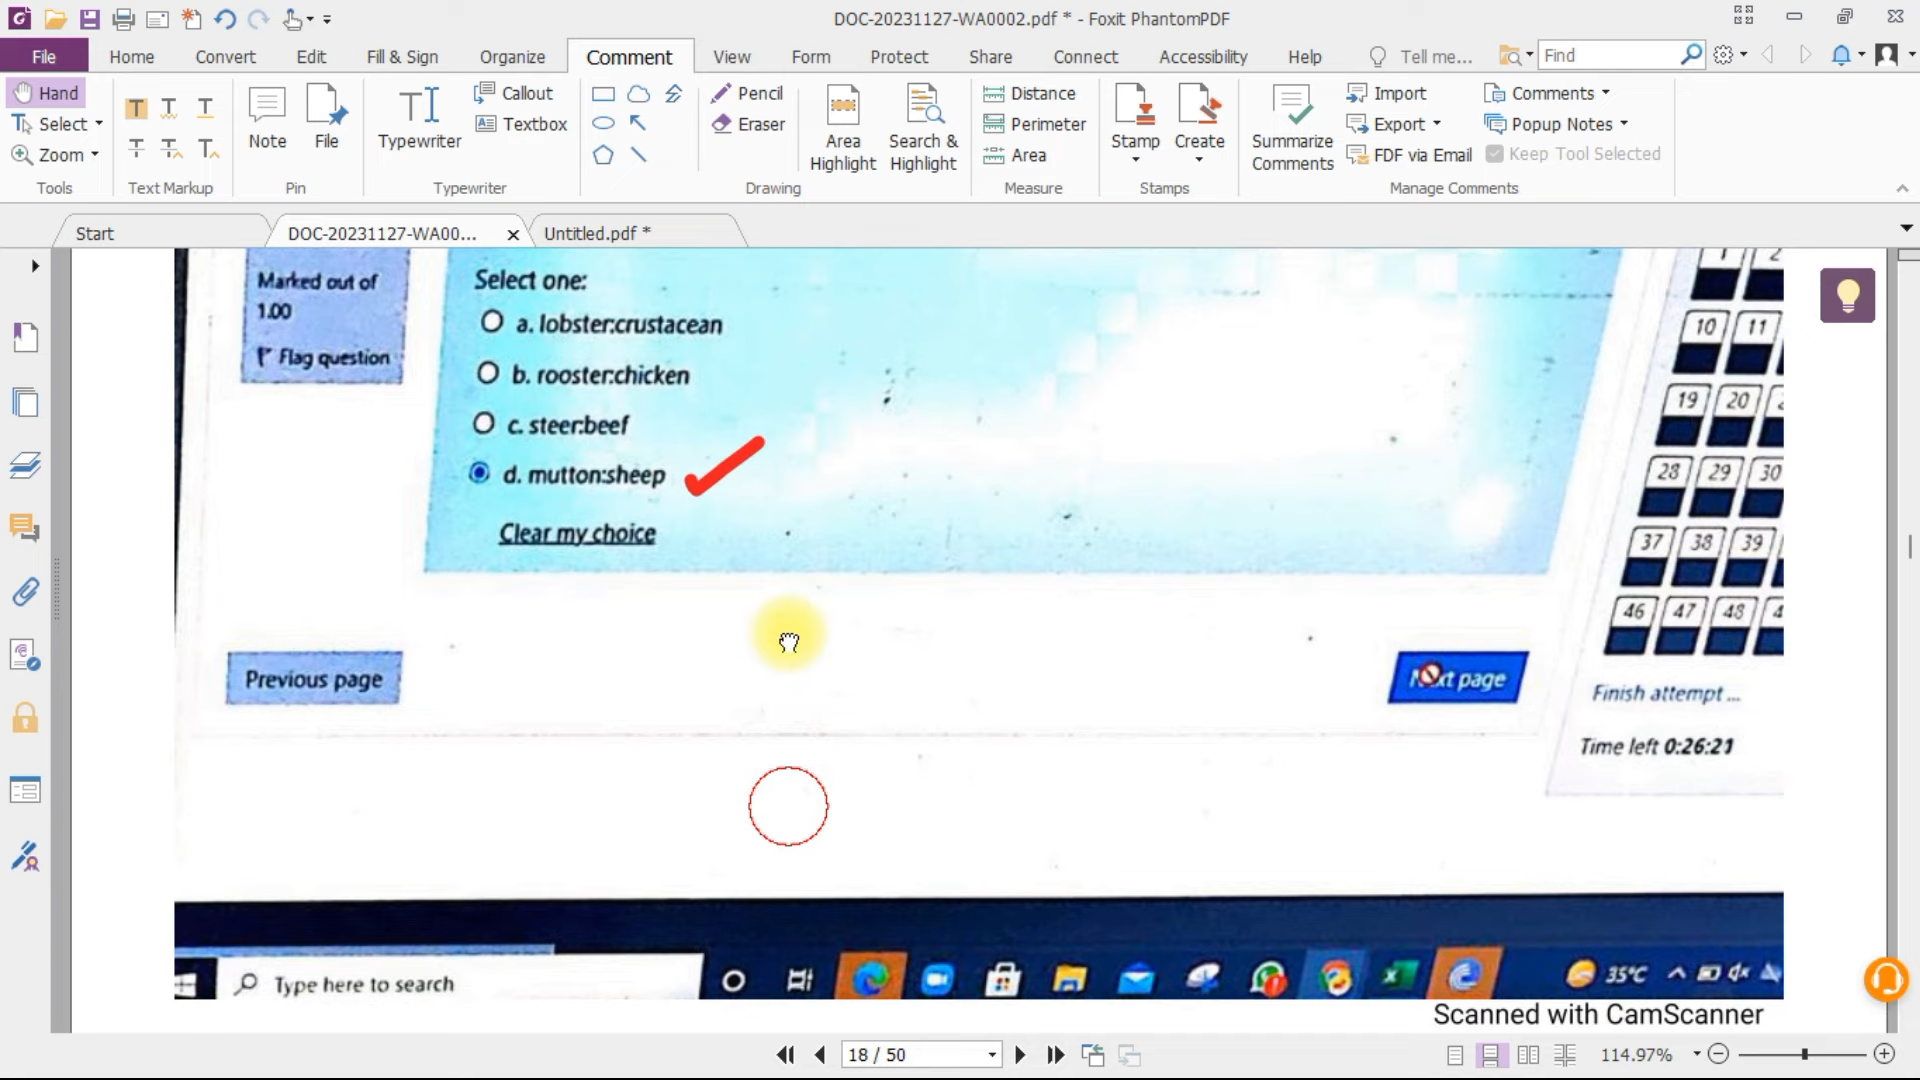 DOC-20231127-WA0002.pdf * - Foxit PhantomPDF
File Home Convert Edit Fill & Sign Organize Comment View Form Protect Share Connect Accessibility Help Tell me... Find
Hand
Select
Zoom
Tools
Text Markup
Note
File
Pin
Typewriter
Callout
Textbox
Typewriter
Pencil
Eraser
Area Highlight
Search & Highlight
Drawing
Distance
Perimeter
Area
Measure
Stamp
Create
Stamps
Summarize Comments
Import
Export
FDF via Email
Comments
Popup Notes
Keep Tool Selected
Manage Comments
Start DOC-20231127-WA00... Untitled.pdf *
Marked out of
1.00
Flag question
Select one:
a. lobster:crustacean
b. rooster:chicken
c. steer:beef
d. mutton:sheep
Clear my choice
Previous page
page
1 2
10 11
19 20
28 29 30
37 38 39
46 47 48
Finish attempt ...
Time left 0:26:21
Type here to search
35°C
Scanned with CamScanner
18 / 50
114.97%